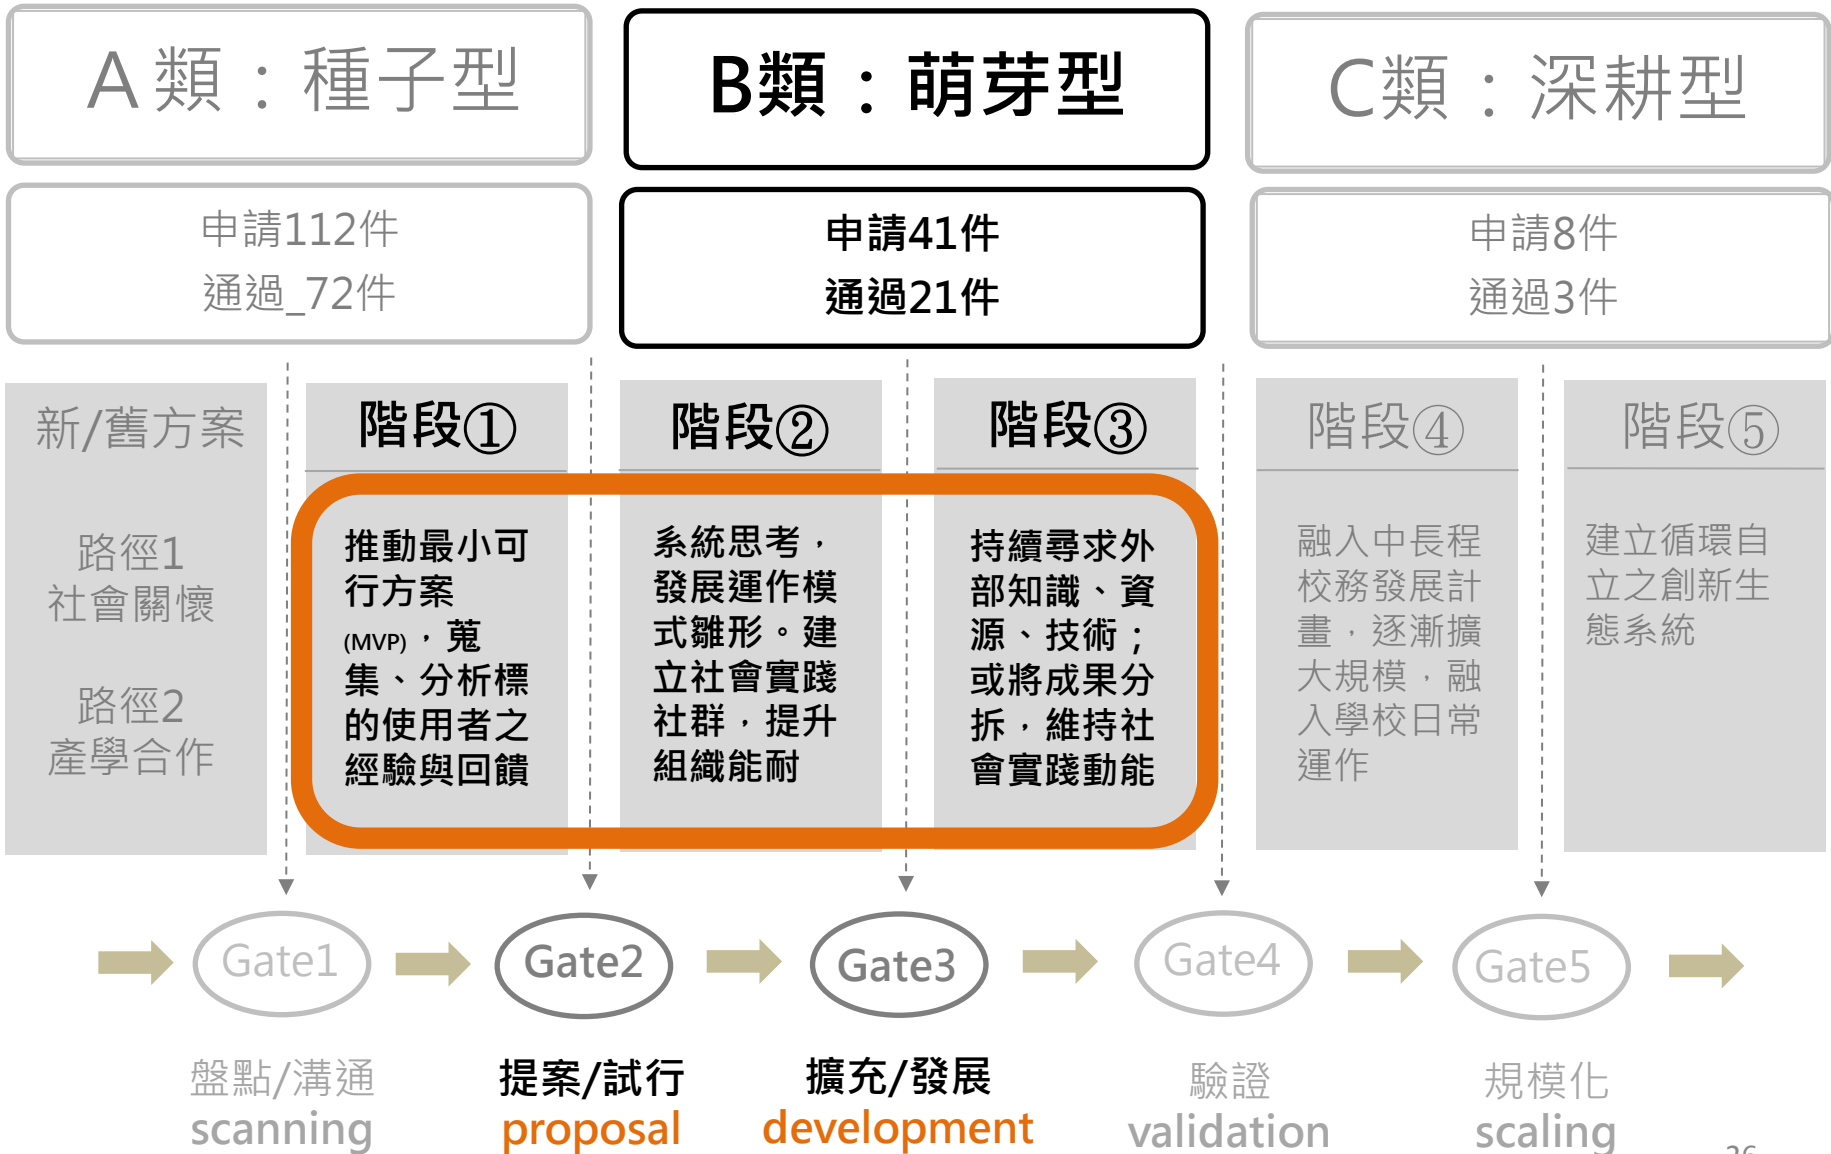 A類：種子型
B類：萌芽型
C類：深耕型
申請112件
通過_72件
申請41件
通過21件
申請8件
通過3件
新/舊方案
路徑1
社會關懷
路徑2
產學合作
階段①
推動最小可
行方案
(MVP)，蒐
集、分析標
的使用者之
經驗與回饋
階段②
系統思考，
發展運作模
式雛形。建
立社會實踐
社群，提升
組織能耐
階段③
持續尋求外
部知識、資
源、技術；
或將成果分
拆，維持社
會實踐動能
階段④
融入中長程
校務發展計
畫，逐漸擴
大規模，融
入學校日常
運作
階段⑤
建立循環自
立之創新生
態系統
Gate1
Gate2
Gate3
Gate4
Gate5
盤點/溝通
scanning
提案/試行
proposal
擴充/發展
development
驗證
validation
規模化
scaling